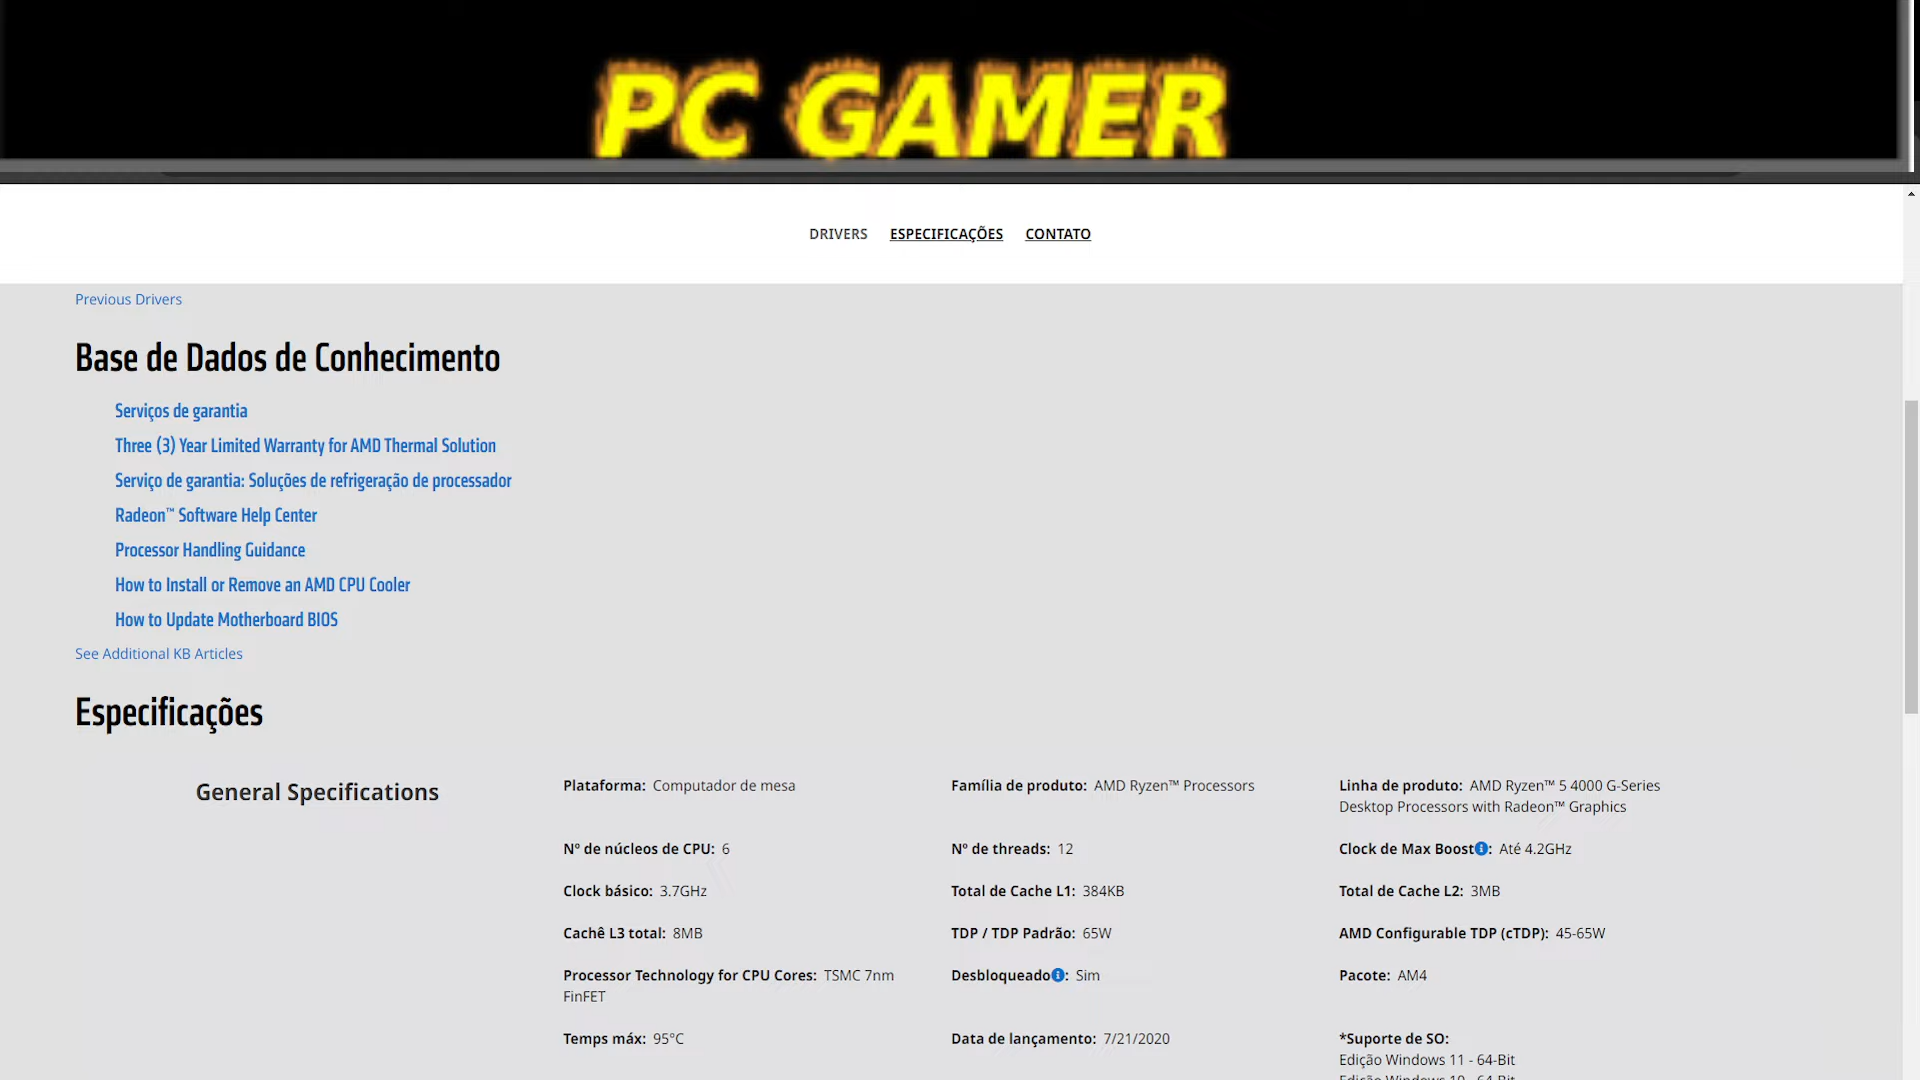 PC GAMER
DRIVERS ESPECIFICAÇÕES CONTATO
Previous Drivers
Base de Dados de Conhecimento
Serviços de garantia
Three (3) Year Limited Warranty for AMD Thermal Solution
Serviço de garantia: Soluções de refrigeração de processador
Radeon™ Software Help Center
Processor Handling Guidance
How to Install or Remove an AMD CPU Cooler
How to Update Motherboard BIOS
See Additional KB Articles
Especificações
General Specifications
Plataforma: Computador de mesa
Família de produto: AMD Ryzen™ Processors
Linha de produto: AMD Ryzen™ 5 4000 G-Series
Desktop Processors with Radeon™ Graphics
Nº de núcleos de CPU: 6
Nº de threads: 12
Clock de Max Boost: Até 4.2GHz
Clock básico: 3.7GHz
Total de Cache L1: 384KB
Total de Cache L2: 3MB
Cachê L3 total: 8MB
TDP / TDP Padrão: 65W
AMD Configurable TDP (cTDP): 45-65W
Processor Technology for CPU Cores: TSMC 7nm
FinFET
Desbloqueado: Sim
Pacote: AM4
Temps máx: 95°C
Data de lançamento: 7/21/2020
*Suporte de SO:
Edição Windows 11 - 64-Bit
Edição Windows 10 - 64-Bit